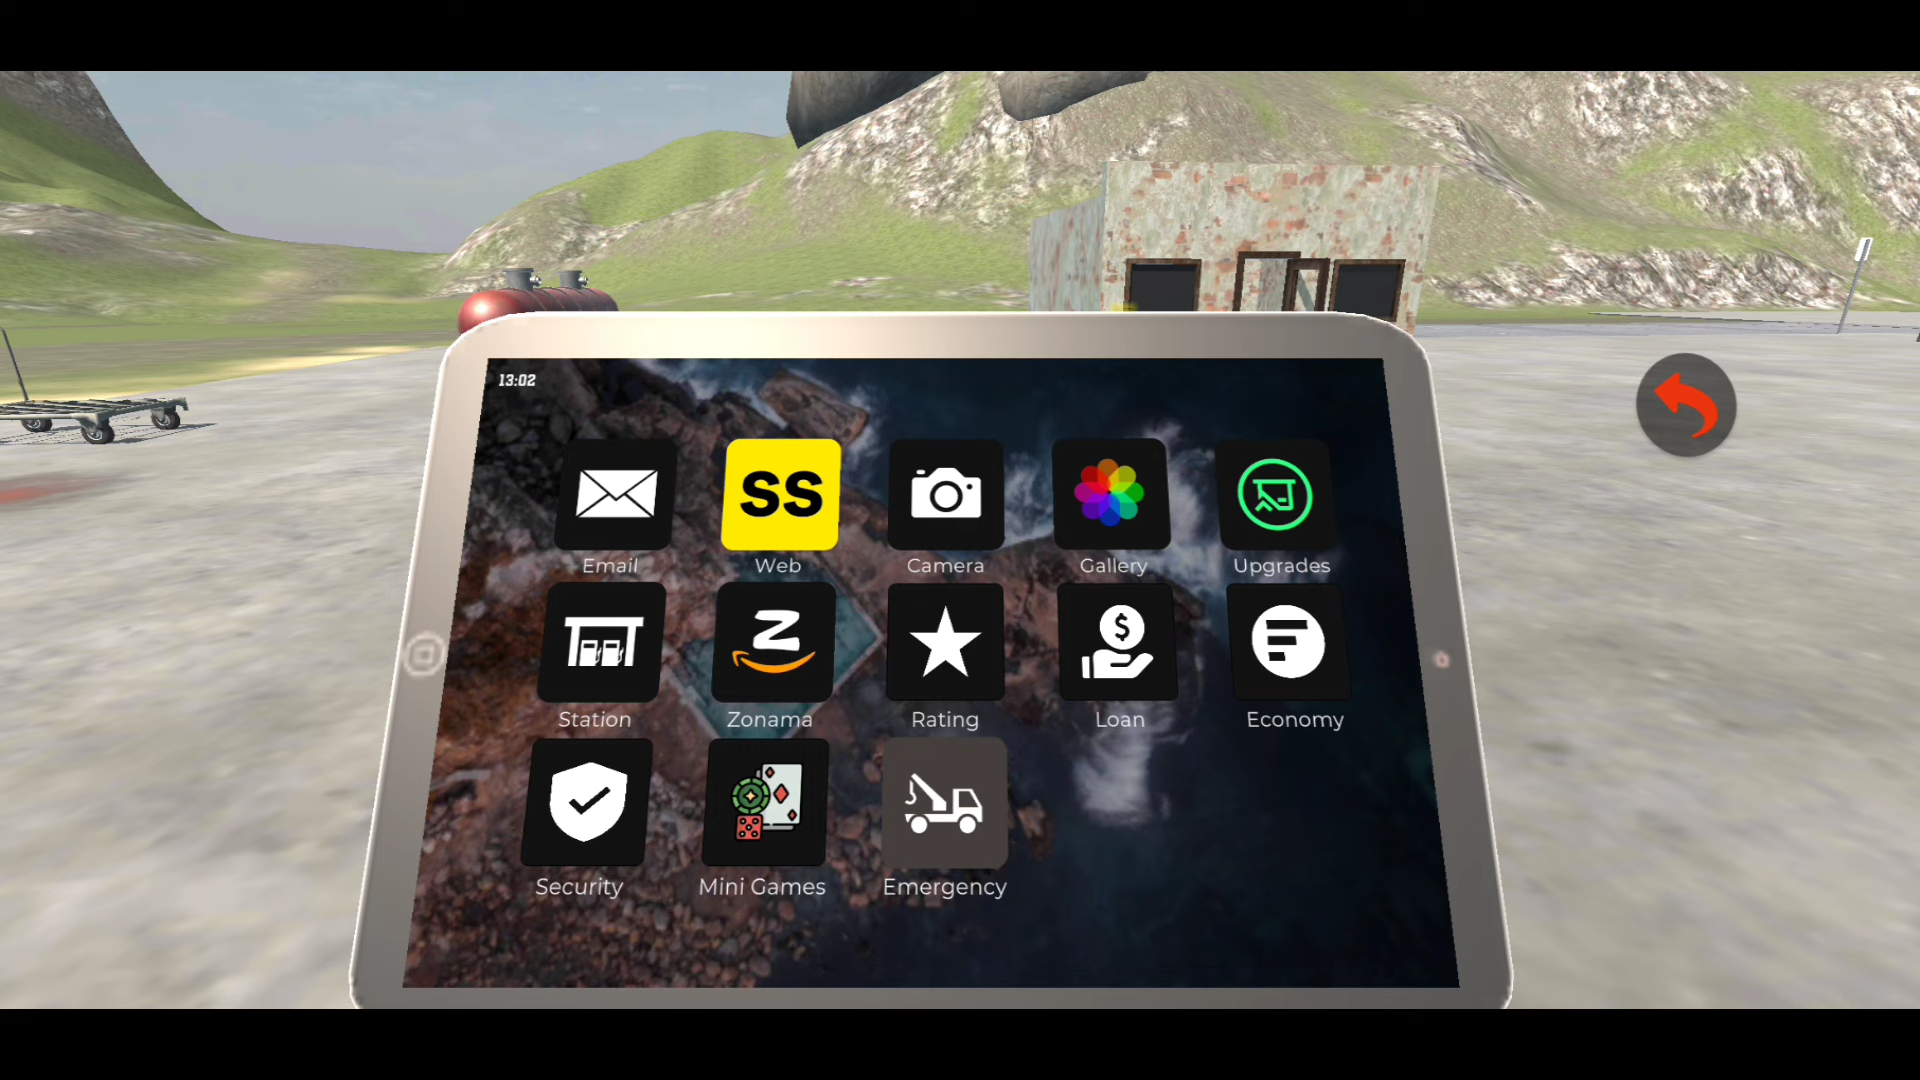 13:02
SS
Email
Web
Camera
Gallery
Upgrades
Z
$
Station
Zonama
Rating
Loan
Economy
Security
Mini Games
Emergency